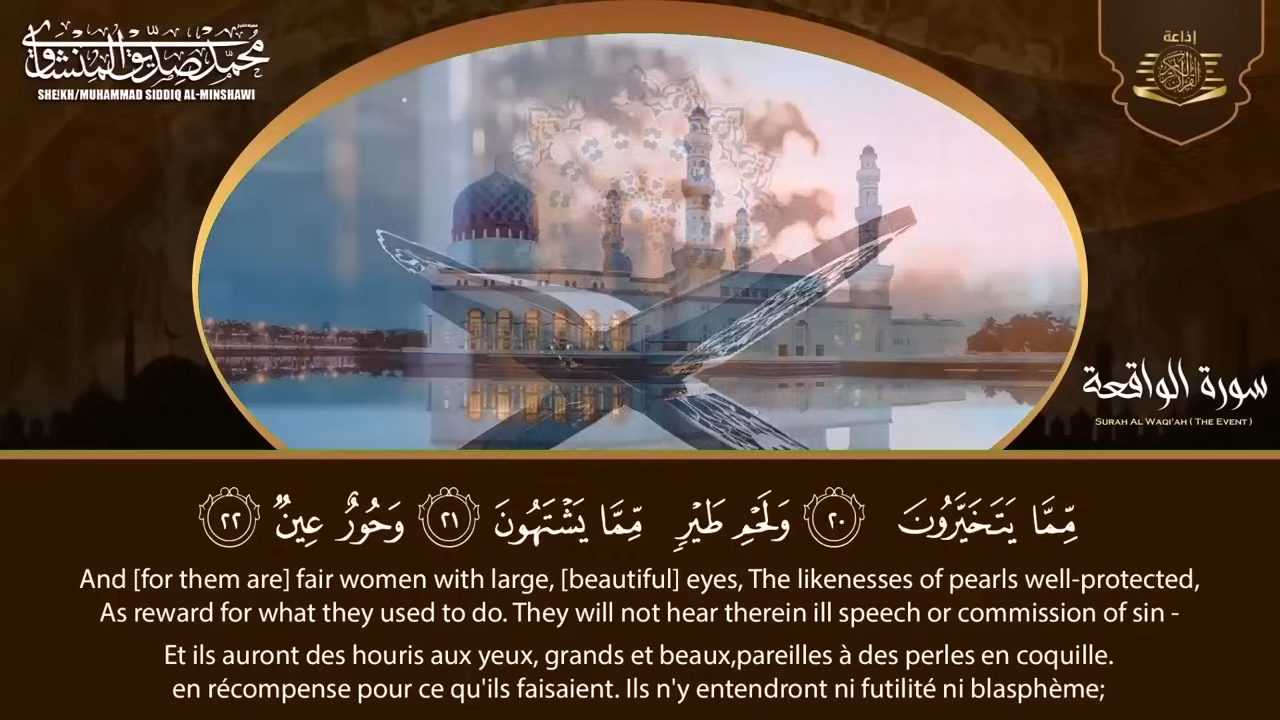 محمد صديق المنشاوي
SHEIKH/MUHAMMAD SIDDIQ AL-MINSHAWI
إذاعة
القرآن الكريم
سورة الواقعة
SURAH AL WAQI'AH ( THE EVENT )
مِّمَّا يَتَخَيَّرُونَ ٢٠ وَلَحْمِ طَيْرٍ مِّمَّا يَشْتَهُونَ ٢١ وَحُورٌ عِينٌ ٢٢
And [for them are] fair women with large, [beautiful] eyes, The likenesses of pearls well-protected,
As reward for what they used to do. They will not hear therein ill speech or commission of sin -
Et ils auront des houris aux yeux, grands et beaux,pareilles à des perles en coquille.
en récompense pour ce qu'ils faisaient. Ils n'y entendront ni futilité ni blasphème;